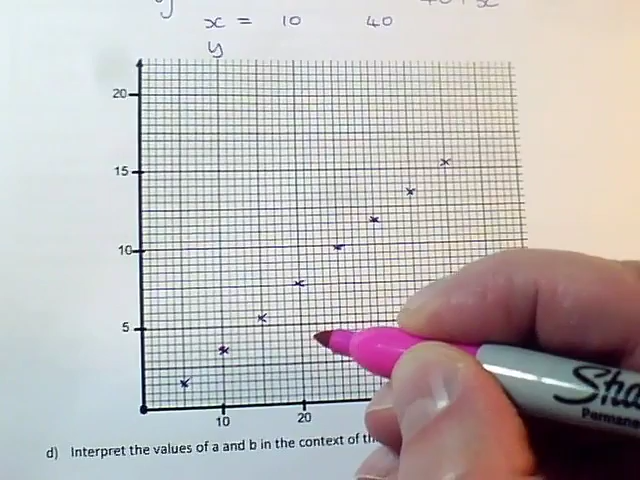 x = 10 40
y
20
15
10
5
10 20
d) Interpret the values of a and b in the context of
Sha
Permane